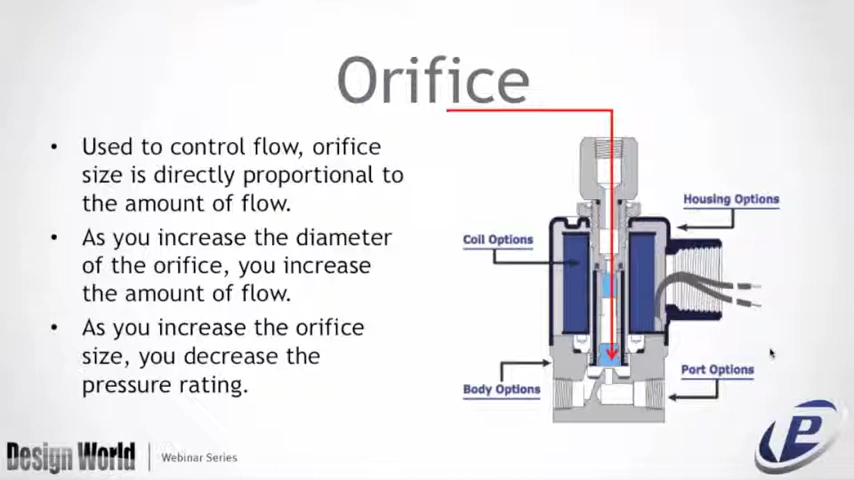 Orifice
• Used to control flow, orifice
size is directly proportional to
the amount of flow.
• As you increase the diameter
of the orifice, you increase
the amount of flow.
• As you increase the orifice
size, you decrease the
pressure rating.
Housing Options
Coil Options
Port Options
Body Options
Design World
Webinar Series
P